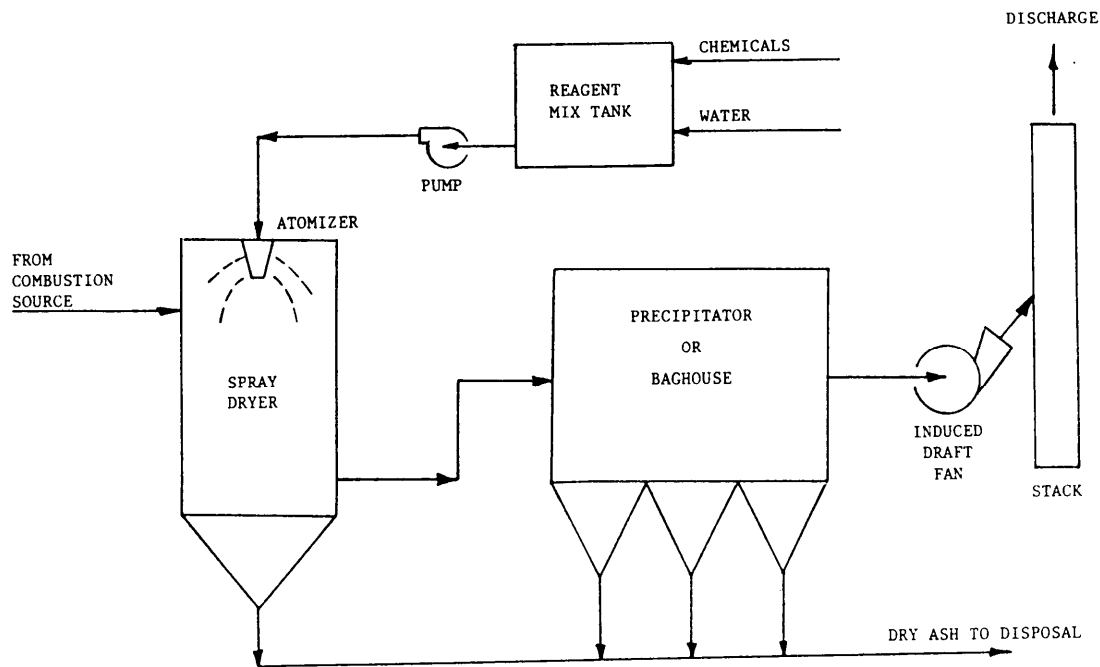 DISCHARGE
CHEMICALS
REAGENT
MIX TANK
WATER
PUMP
ATOMIZER
FROM
COMBUSTION
SOURCE
SPRAY
DRYER
PRECIPITATOR
OR
BAGHOUSE
INDUCED
DRAFT
FAN
STACK
DRY ASH TO DISPOSAL